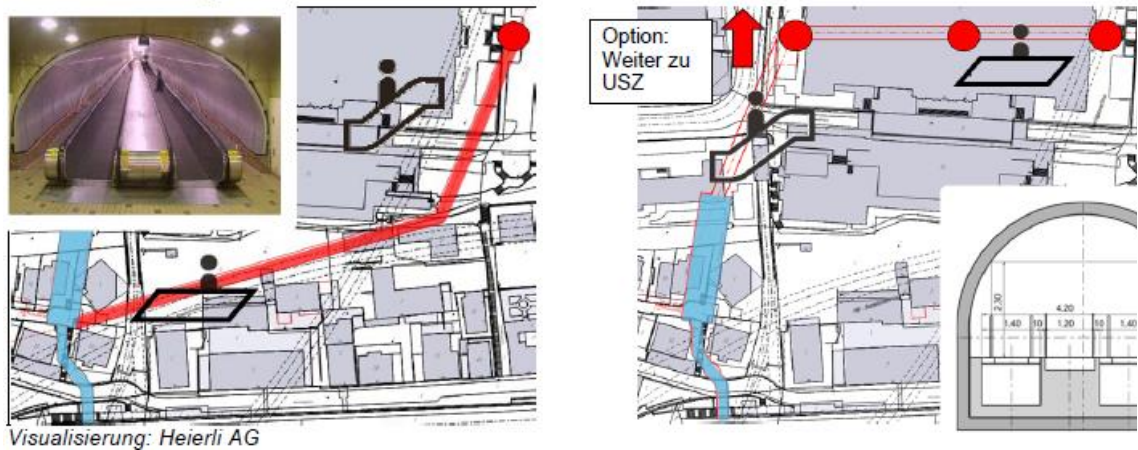 Option:
Weiter zu
USZ
2.30
4.20
1.40 10 1.20 10 1.40
Visualisierung: Heierli AG